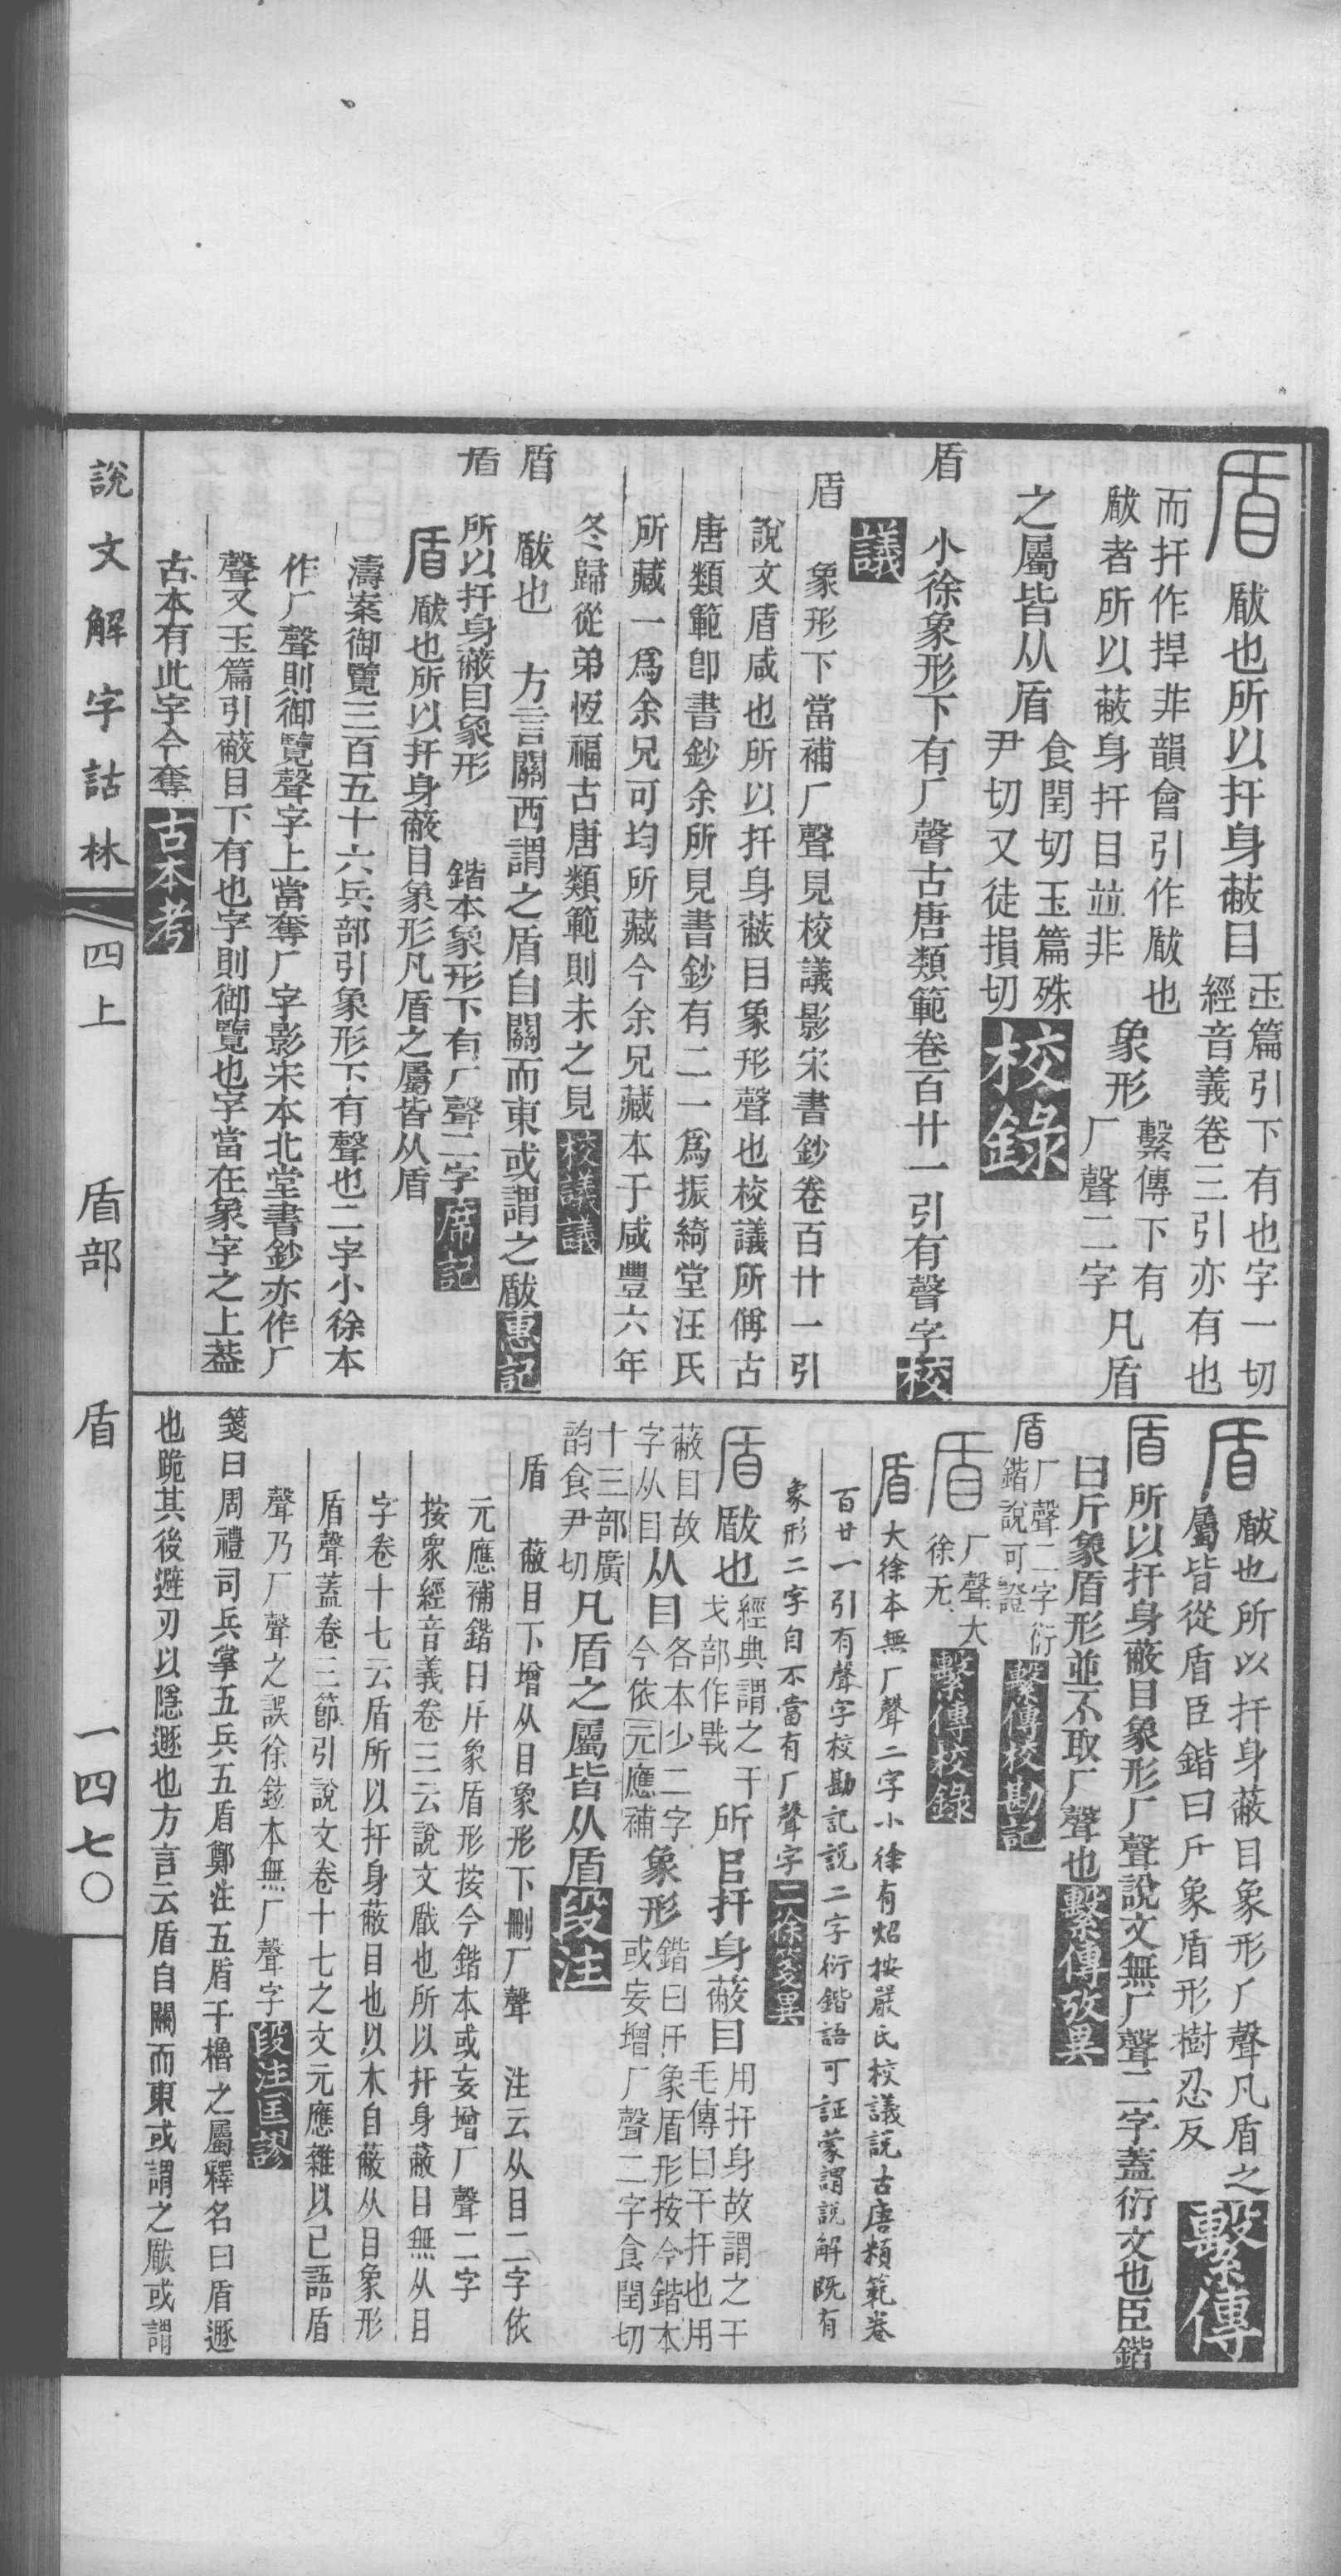 盾 瞂也所以扞身蔽目
玉篇引下有也字一切
經音義卷三引亦有也
而扞作捍非韻會引作瞂也
瞂者所以蔽身扞目並非
象形
繫傳下有
厂聲二字
凡盾
之屬皆从盾
食閏切玉篇殊
尹切又徒損切
校錄
盾 小徐象形下有厂聲古唐類範卷百廿一引有聲字校
議
盾 象形下當補厂聲見校議影宋書鈔卷百廿一引
說文盾咸也所以扞身蔽目象形聲也校議所偁古
唐類範卽書鈔余所見書鈔有二一爲振綺堂汪氏
所藏一爲余兄可均所藏今余兄藏本于咸豐六年
冬歸從弟恆福古唐類範則未之見校議議
盾 瞂也 方言關西謂之盾自關而東或謂之瞂惠記
盾 所以扞身蔽目象形 鍇本象形下有厂聲二字席記
盾 瞂也所以扞身蔽目象形凡盾之屬皆从盾
濤案御覽三百五十六兵部引象形下有聲也二字小徐本
作厂聲則御覽聲字上當奪厂字影宋本北堂書鈔亦作厂
聲又玉篇引蔽目下有也字則御覽也字當在象字之上葢
古本有此字今奪古本考
盾 瞂也所以扞身蔽目象形厂聲凡盾之
屬皆從盾臣鍇曰斤象盾形樹忍反
繫傳
盾 所以扞身蔽目象形厂聲說文無厂聲二字蓋衍文也臣鍇
曰斤象盾形並不取厂聲也繫傳攷異
盾 厂聲二字衍
鍇說可證
繫傳校勘記
盾 厂聲大
徐无
繫傳校錄
盾 大徐本無厂聲二字小徐有炤按嚴氏校議說古唐類範卷
百廿一引有聲字校勘記說二字衍鍇語可証蒙謂說解既有
象形二字自不當有厂聲字二徐箋異
盾 瞂也
經典謂之干
戈部作戰
所㠯扞身蔽目
用扞身故謂之干
毛傳曰干扞也用
蔽目故
字从目
从目
各本少二字
今依元應補
象形
鍇曰斤象盾形按今鍇本
或妄增厂聲二字食閏切
十三部廣
韵食尹切
凡盾之屬皆从盾段注
盾 蔽目下增从目象形下刪厂聲 注云从目二字依
元應補鍇曰斤象盾形按今鍇本或妄增厂聲二字
按衆經音義卷三云說文瞂也所以扞身蔽目無从目
字卷十七云盾所以扞身蔽目也以木自蔽从目象形
盾聲蓋卷三節引說文卷十七之文元應雜以己語盾
聲乃厂聲之誤徐鉉本無厂聲字段注匡謬
箋曰周禮司兵掌五兵五盾鄭注五盾干櫓之屬釋名曰盾遯
也跪其後避刃以隱遯也方言云盾自關而東或謂之瞂或謂
說文解字詁林 四上 盾部 盾 一四七〇